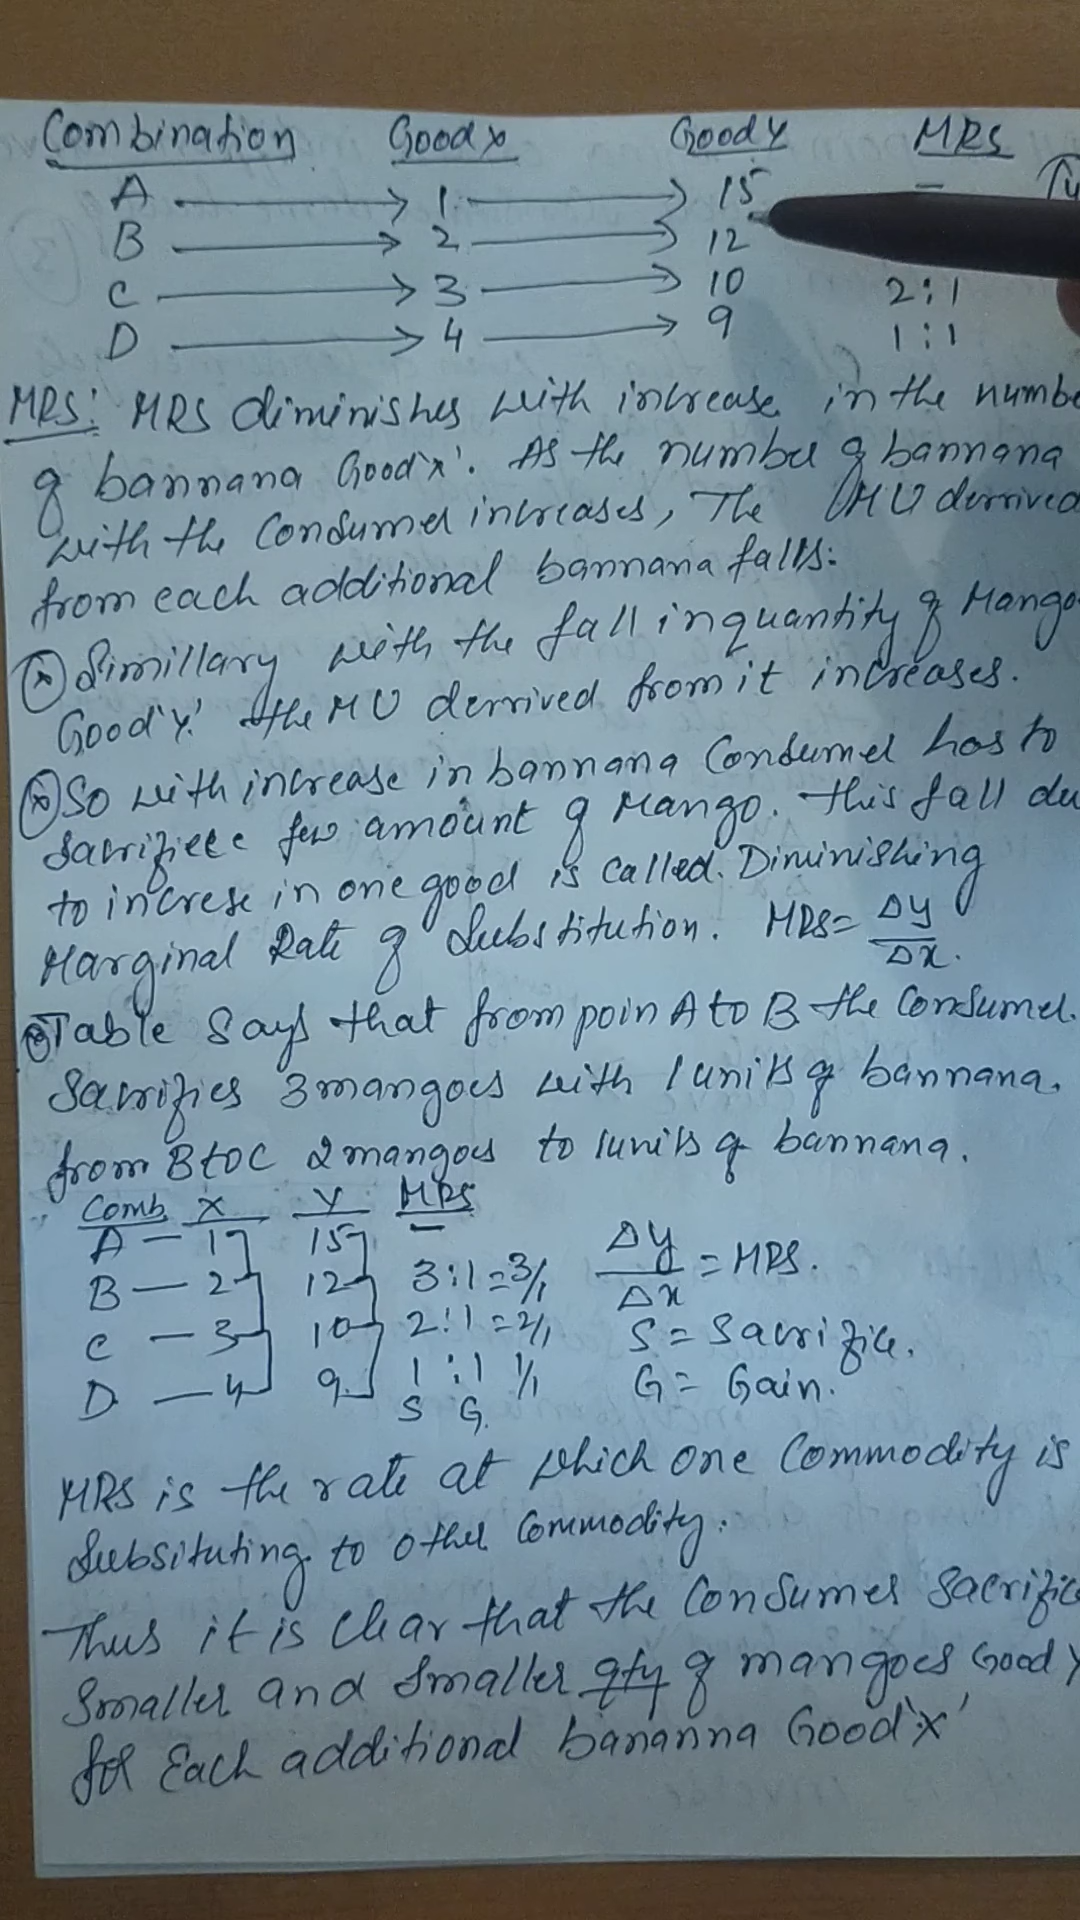 Combination Good x Good y MRS
A → 1 → 15 –
B → 2 → 12
C → 3 → 10 2:1
D → 4 → 9 1:1
MRS: MRS diminishes with increase in the numbe
of bannana Good'x'. As the number of bannana
with the Consumer increases, The MU derrived
from each additional bannana falls:
Simillary with the fall in quantity of Mango
Good'y' the MU derrived from it increases.
So with increase in bannana Consumer has to
Sacrifiece few amount of Mango. this fall du
to increse in one good is called. Diminishing
Marginal Rate of Substitution. MRS= Δy/Δx.
Table Says that from poin A to B the Consumer.
Sacrifies 3 mangoes with 1 units of bannana.
from B to C 2 mangoes to 1 units of bannana.
Comb X Y MRS
A – 1 15 –
B – 2 12 3:1 = 3/1 Δy/Δx = MRS.
C – 3 10 2:1 = 2/1 S = Sacrifice.
D – 4 9 1:1 1/1 G = Gain.
S G.
MRS is the rate at which one Commodity is
Subsituting to other Commodity.
Thus it is Clear that the Consumer Sacrifice
Smaller and Smaller qty of mangoes Good Y
for Each additional bananna Good'x'